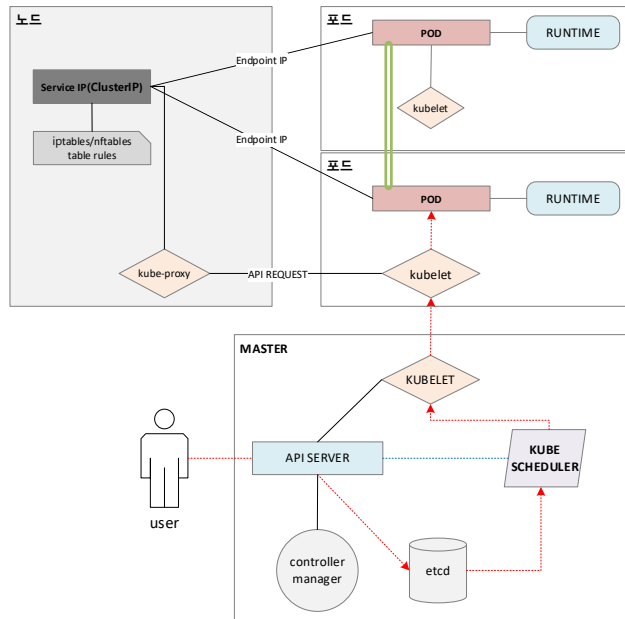 노드
Service IP(ClusterIP)
iptables/nftables
table rules
kube-proxy
Endpoint IP
Endpoint IP
API REQUEST
포드
POD
RUNTIME
kubelet
포드
POD
RUNTIME
kubelet
MASTER
KUBELET
API SERVER
KUBE
SCHEDULER
user
controller
manager
etcd